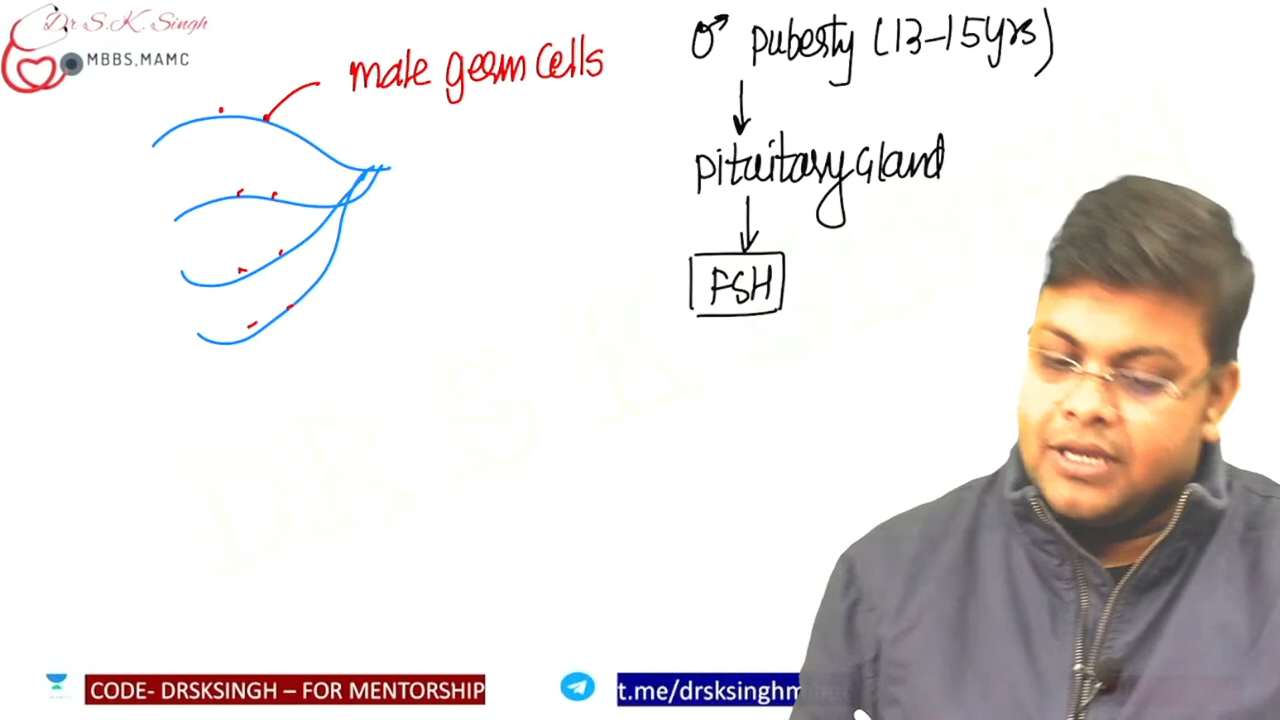 Dr S.K. Singh
MBBS,MAMC
male germ cells
♂ puberty (13-15yrs)
pituitary gland
FSH
CODE- DRSKSINGH – FOR MENTORSHIP
t.me/drsksinghm